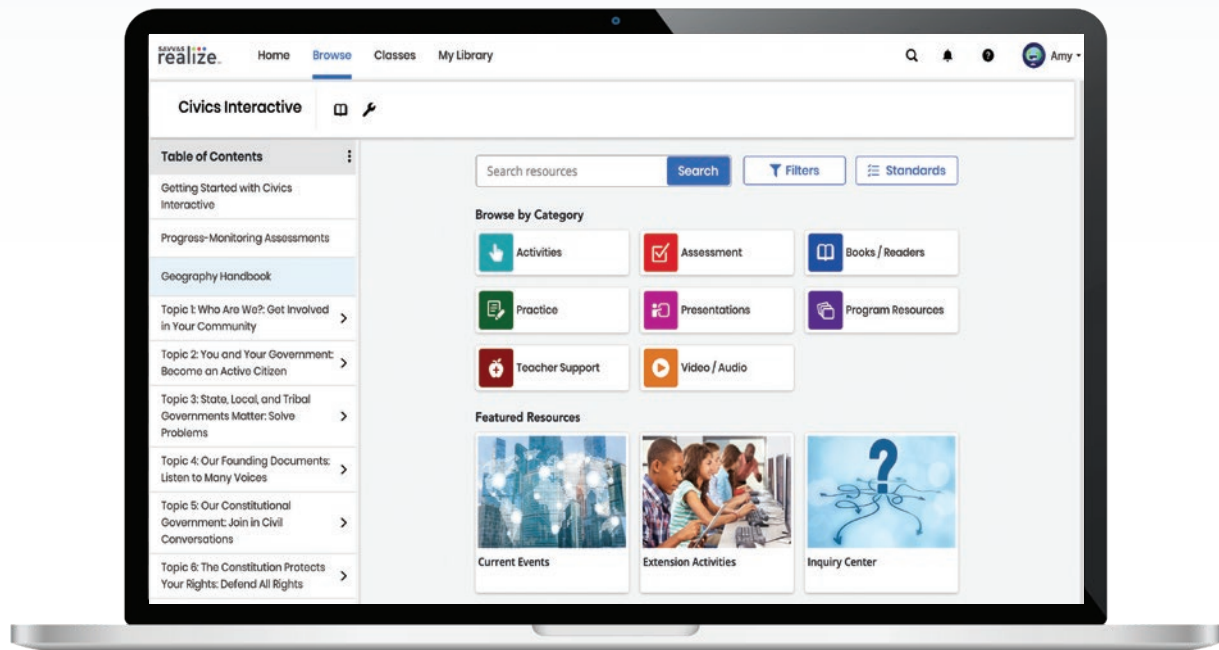 savvas
realize.
Home Browse Classes My Library
Amy
Civics Interactive
Table of Contents
Getting Started with Civics
Interactive
Progress-Monitoring Assessments
Geography Handbook
Topic 1: Who Are We?: Get Involved
in Your Community
Topic 2: You and Your Government:
Become an Active Citizen
Topic 3: State, Local, and Tribal
Governments Matter: Solve
Problems
Topic 4: Our Founding Documents:
Listen to Many Voices
Topic 5: Our Constitutional
Government: Join in Civil
Conversations
Topic 6: The Constitution Protects
Your Rights: Defend All Rights
Search resources Search Filters Standards
Browse by Category
Activities Assessment Books / Readers
Practice Presentations Program Resources
Teacher Support Video / Audio
Featured Resources
Current Events Extension Activities Inquiry Center